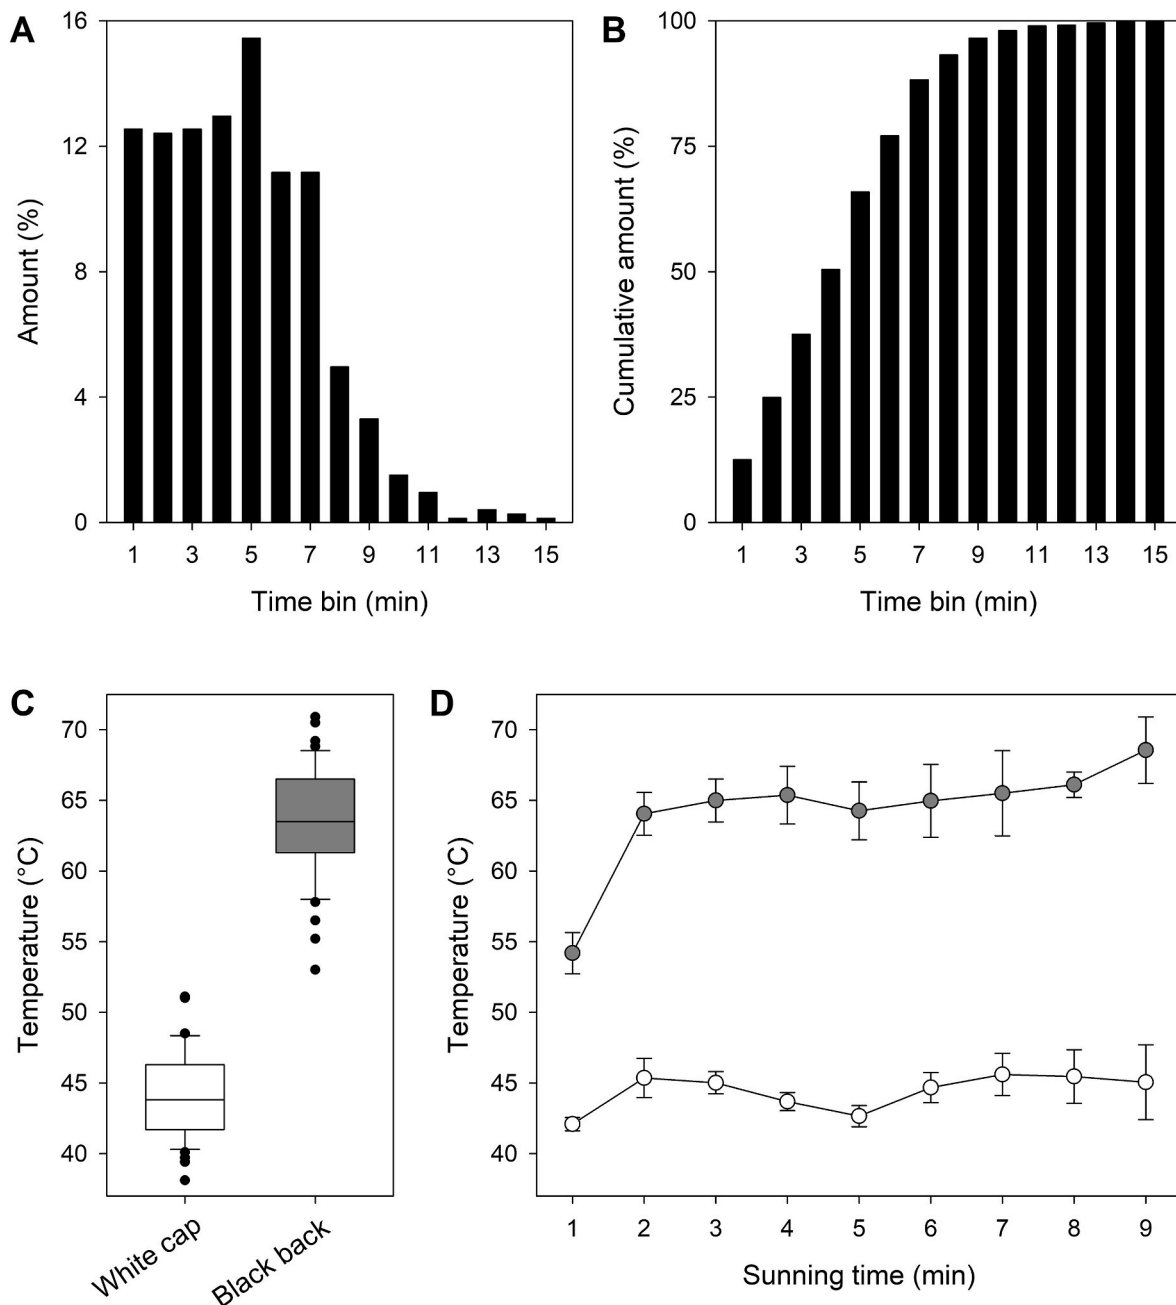 A
16
12
8
4
0
Amount (%)
1 3 5 7 9 11 13 15
Time bin (min)
B
100
75
50
25
0
Cumulative amount (%)
1 3 5 7 9 11 13 15
Time bin (min)
C
70
65
60
55
50
45
40
Temperature (°C)
White cap
Black back
D
70
65
60
55
50
45
40
Temperature (°C)
1 2 3 4 5 6 7 8 9
Sunning time (min)